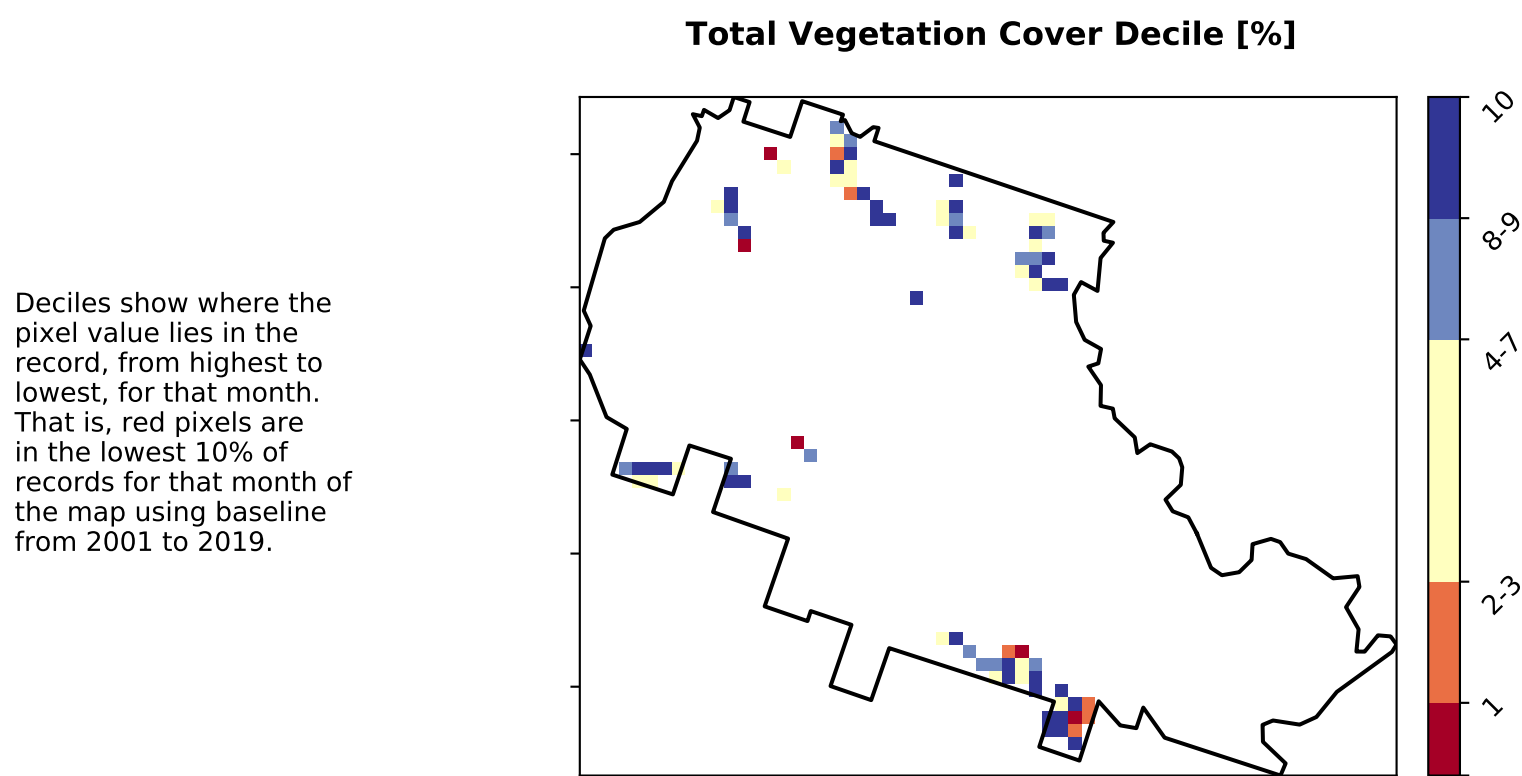 Total Vegetation Cover Decile [%]
Deciles show where the
pixel value lies in the
record, from highest to
lowest, for that month.
That is, red pixels are
in the lowest 10% of
records for that month of
the map using baseline
from 2001 to 2019.
10
8-9
4-7
2-3
1